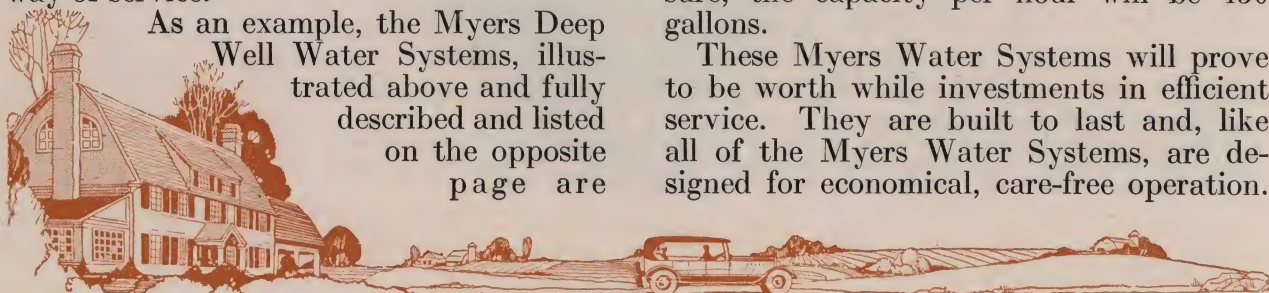 As an example, the Myers Deep
Well Water Systems, illus-
trated above and fully
described and listed
on the opposite
page are
gallons.
These Myers Water Systems will prove
to be worth while investments in efficient
service. They are built to last and, like
all of the Myers Water Systems, are de-
signed for economical, care-free operation.